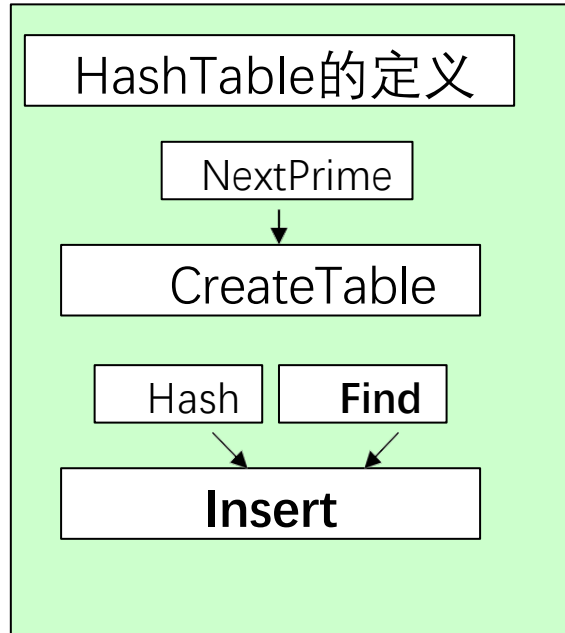 HashTable的定义
NextPrime
CreateTable
Hash
Find
Insert